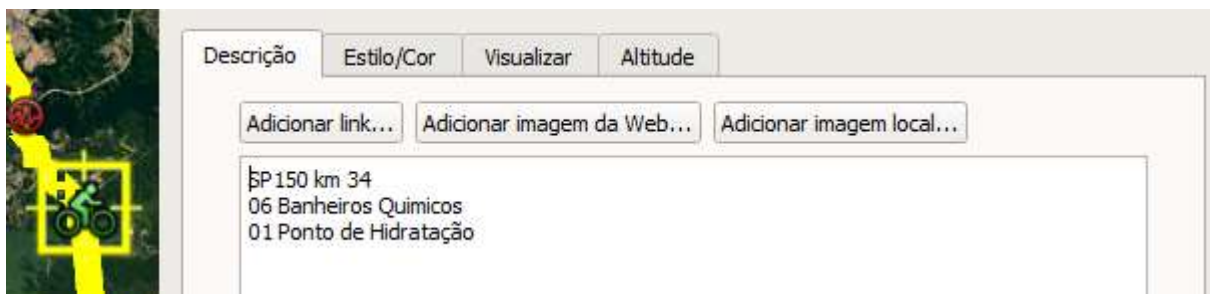 Descrição Estilo/Cor Visualizar Altitude
Adicionar link... Adicionar imagem da Web... Adicionar imagem local...
SP150 km 34
06 Banheiros Quimicos
01 Ponto de Hidratação